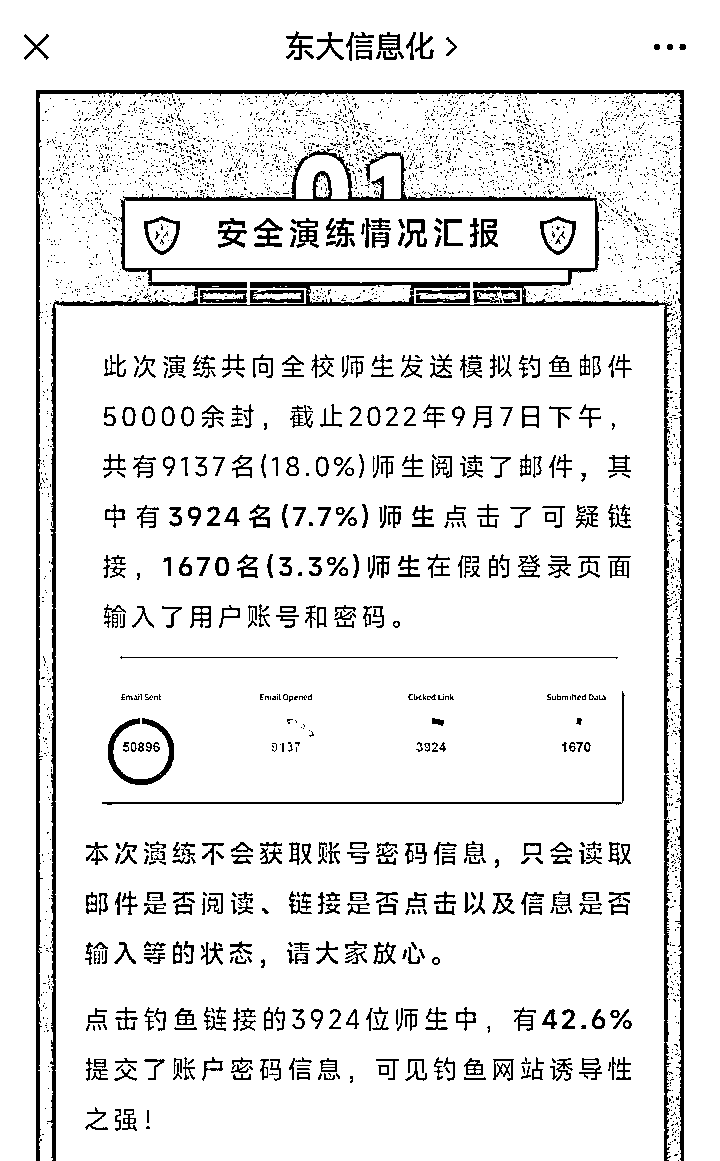 东大信息化
01
安全演练情况汇报
此次演练共向全校师生发送模拟钓鱼邮件
50000余封，截止2022年9月7日下午，
共有9137名(18.0%)师生阅读了邮件，其
中有3924名(7.7%)师生点击了可疑链
接，1670名(3.3%)师生在假的登录页面
输入了用户账号和密码。
Email Sent Email Opened Clicked Link Submitted Data
50896 9137 3924 1670
本次演练不会获取账号密码信息，只会读取
邮件是否阅读、链接是否点击以及信息是否
输入等的状态，请大家放心。
点击钓鱼链接的3924位师生中，有42.6%
提交了账户密码信息，可见钓鱼网站诱导性
之强！